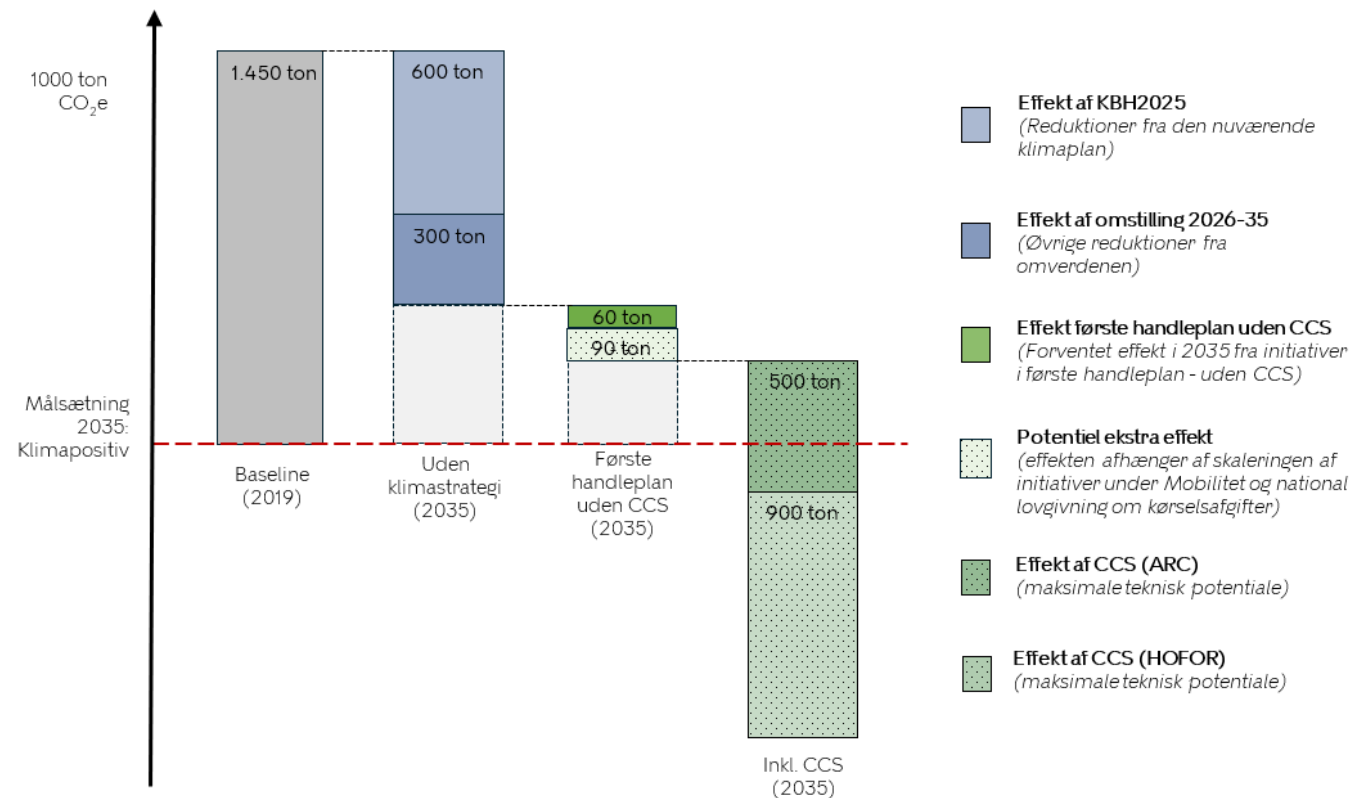 1000 ton
CO₂e
1.450 ton
600 ton
300 ton
60 ton
90 ton
500 ton
900 ton
Målsætning
2035:
Klimapositiv
Baseline
(2019)
Uden
klimastrategi
(2035)
Første
handleplan
uden CCS
(2035)
Inkl. CCS
(2035)
Effekt af KBH2025
(Reduktioner fra den nuværende
klimaplan)
Effekt af omstilling 2026-35
(Øvrige reduktioner fra
omverdenen)
Effekt første handleplan uden CCS
(Forventet effekt i 2035 fra initiativer
i første handleplan - uden CCS)
Potentiel ekstra effekt
(effekten afhænger af skaleringen af
initiativer under Mobilitet og national
lovgivning om kørselsafgifter)
Effekt af CCS (ARC)
(maksimale teknisk potentiale)
Effekt af CCS (HOFOR)
(maksimale teknisk potentiale)